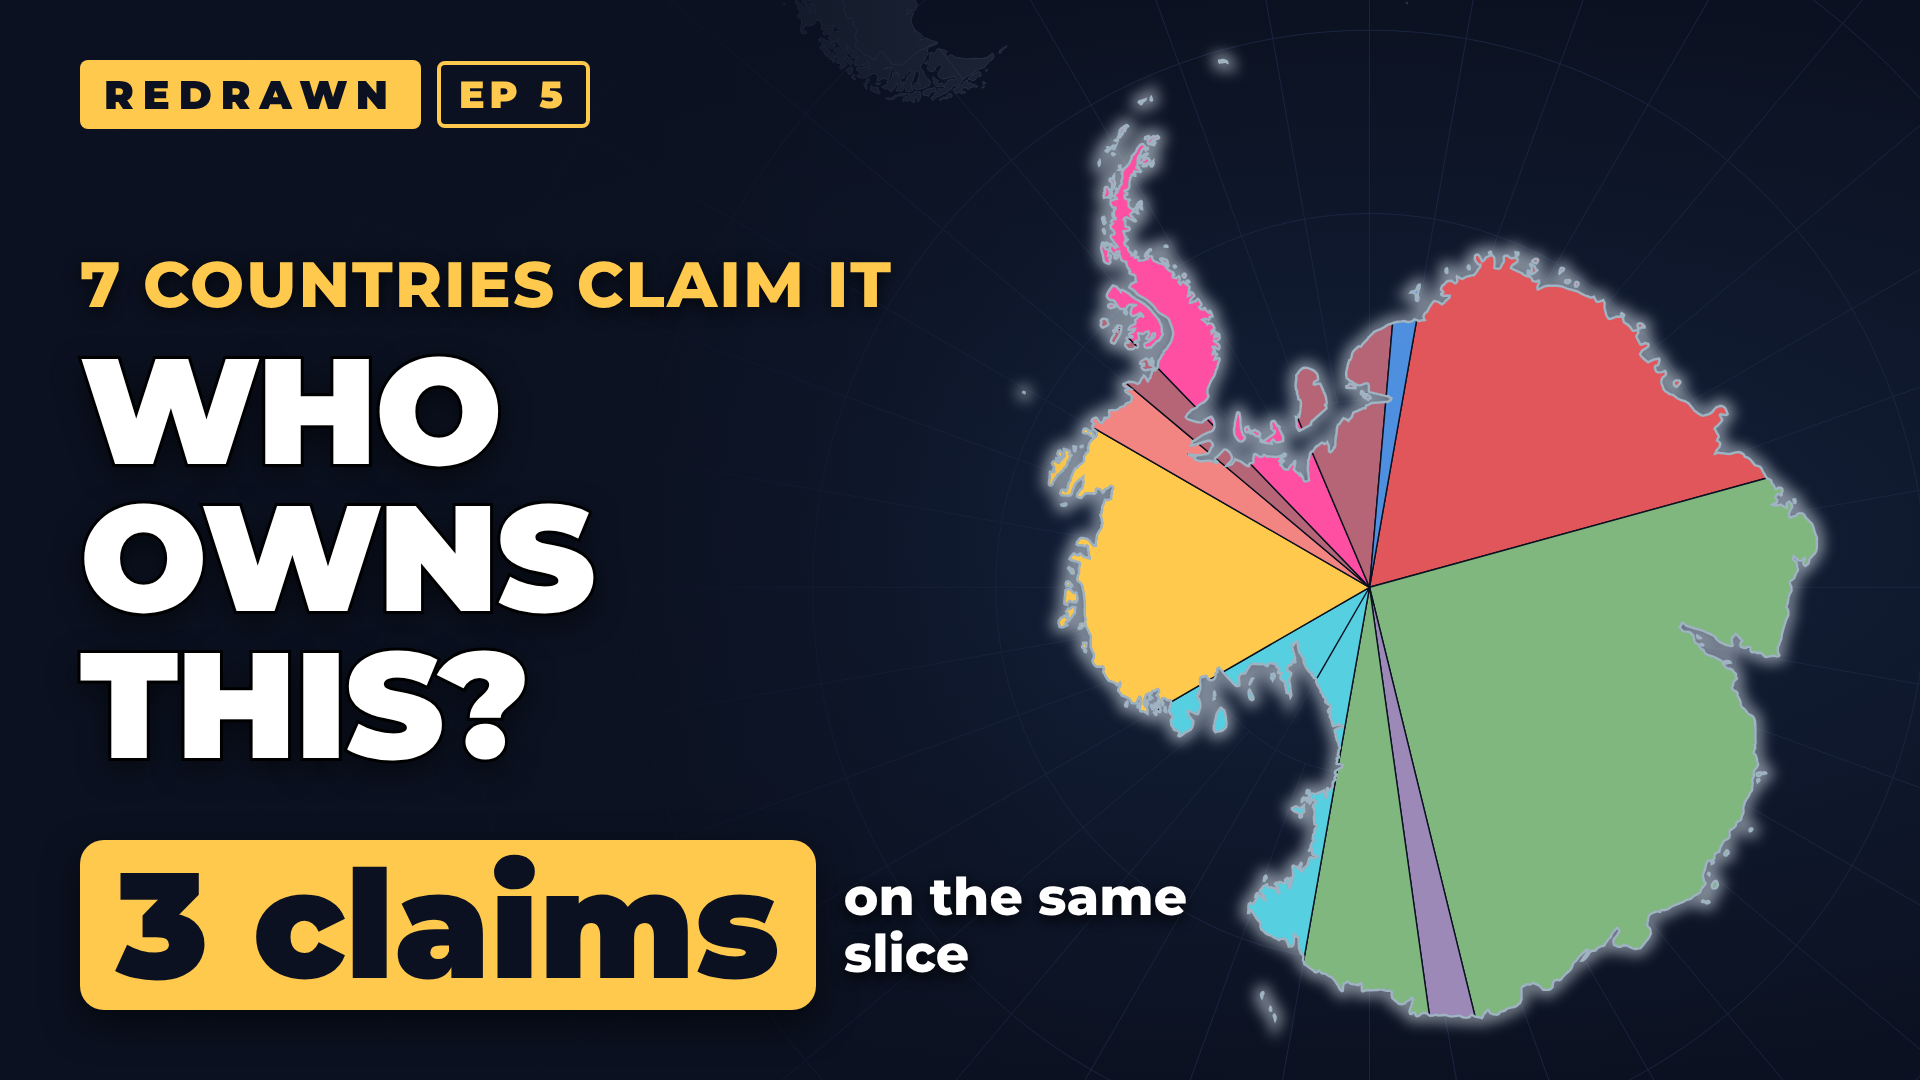 REDRAWN
EP 5
7 COUNTRIES CLAIM IT
WHO
OWNS
THIS?
3 claims
on the same
slice